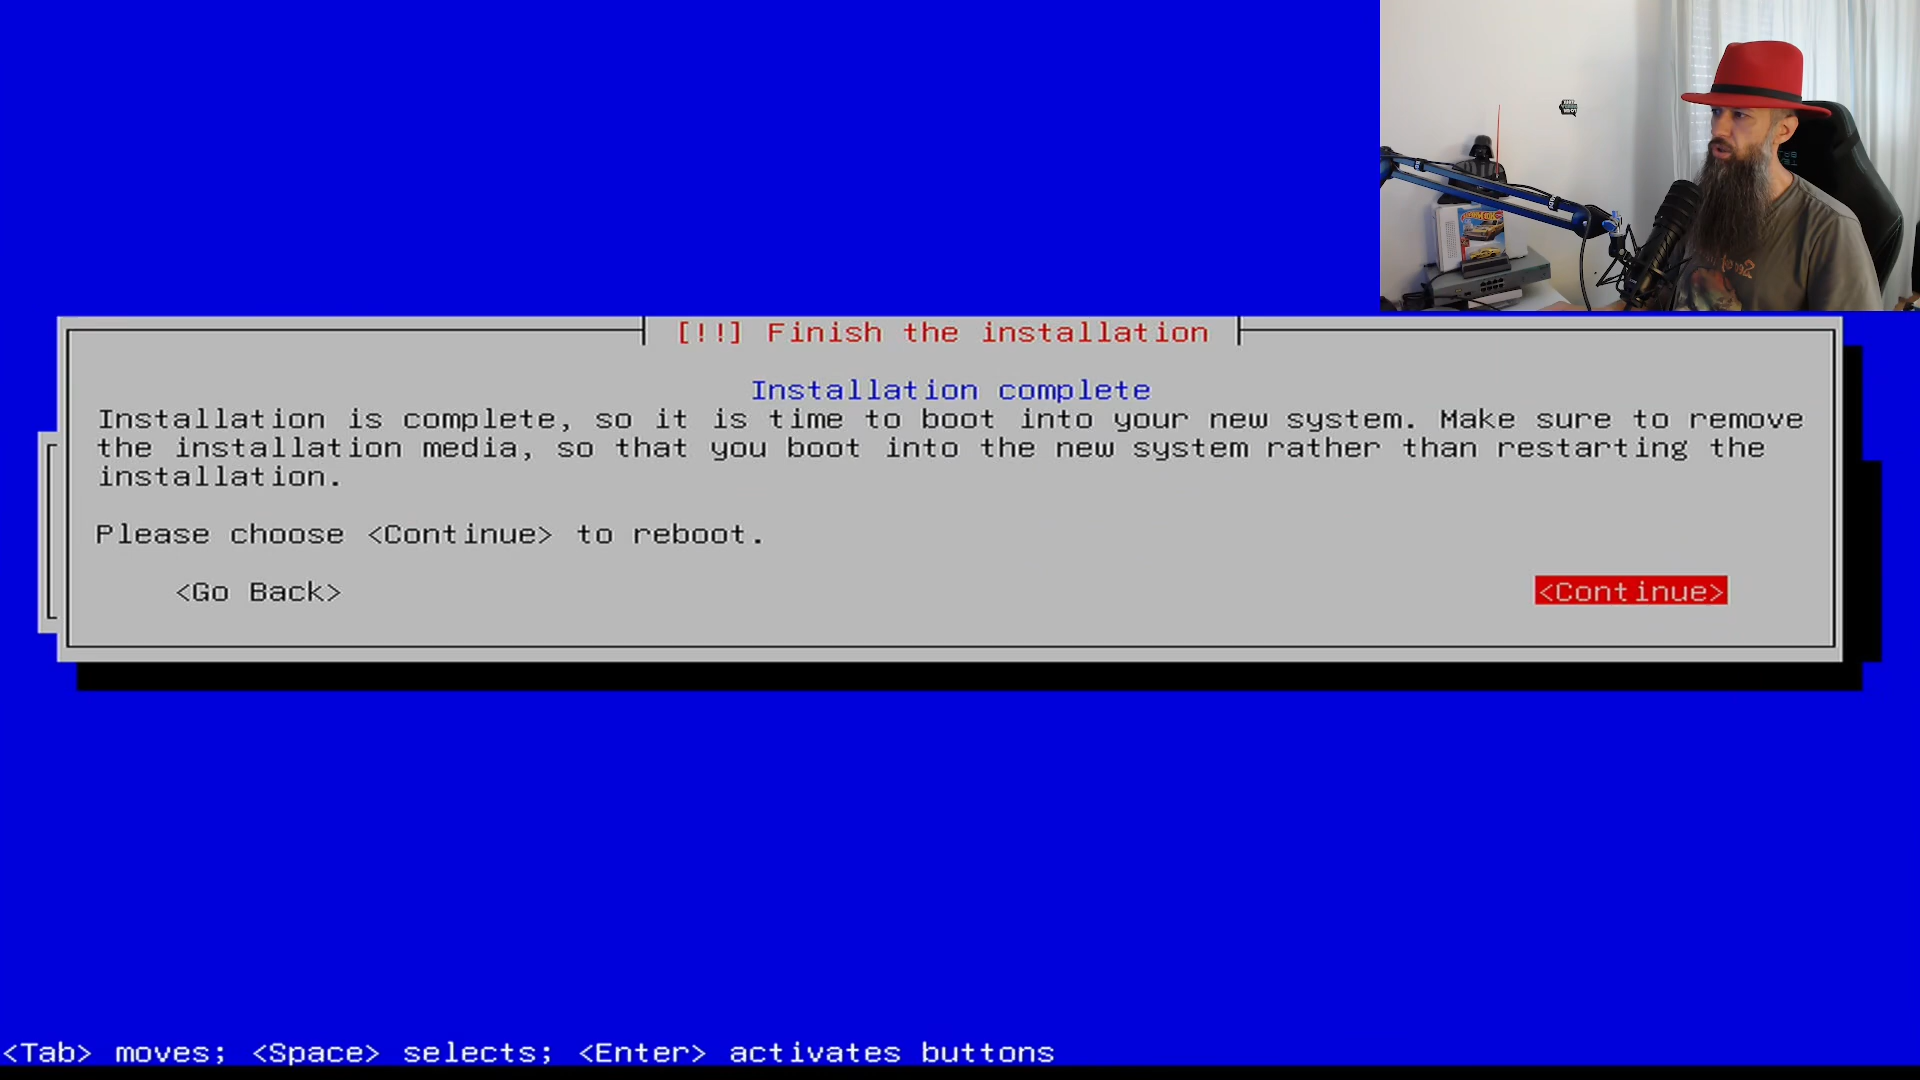 [!!] Finish the installation
Installation complete
Installation is complete, so it is time to boot into your new system. Make sure to remove
the installation media, so that you boot into the new system rather than restarting the
installation.
Please choose <Continue> to reboot.
<Go Back>
<Continue>
<Tab> moves; <Space> selects; <Enter> activates buttons